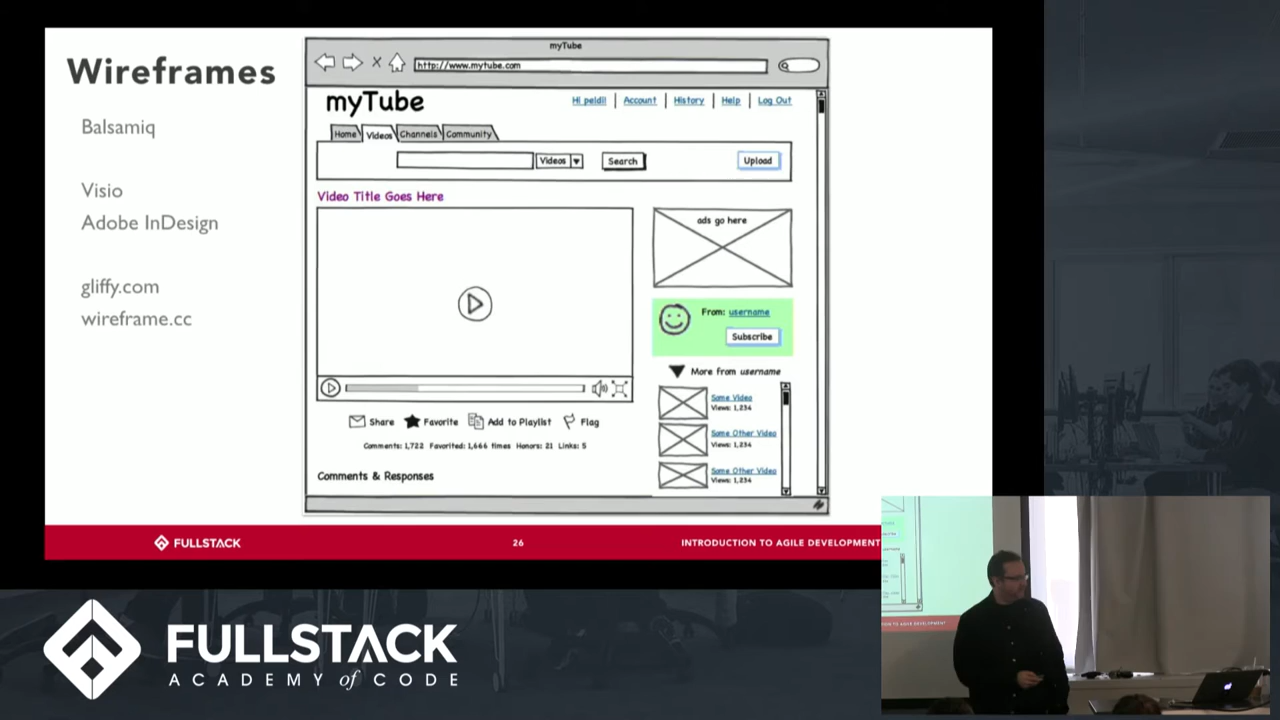 Wireframes
Balsamiq
Visio
Adobe InDesign
gliffy.com
wireframe.cc
myTube
http://www.mytube.com
myTube
Hi peldi! | Account | History | Help | Log Out
Home Videos Channels Community
Videos Search Upload
Video Title Goes Here
ads go here
From: username
Subscribe
More from username
Some Video
Views: 1,234
Some Other Video
Views: 1,234
Some Other Video
Views: 1,234
Share Favorite Add to Playlist Flag
Comments: 1,722 Favorited: 1,666 times Honors: 21 Links: 5
Comments & Responses
FULLSTACK 26 INTRODUCTION TO AGILE DEVELOPMENT
FULLSTACK
ACADEMY of CODE